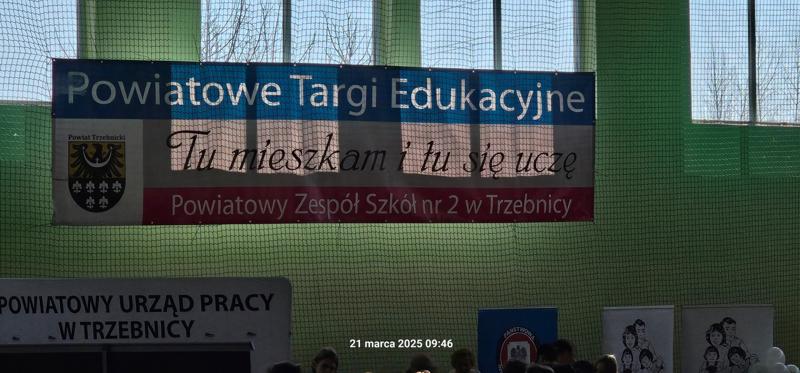 Powiatowe Targi Edukacyjne
Powiat Trzebnicki
Tu mieszkam i tu się uczę
Powiatowy Zespół Szkół nr 2 w Trzebnicy
POWIATOWY URZĄD PRACY
W TRZEBNICY
PAŃSTWOWA
21 marca 2025 09:46